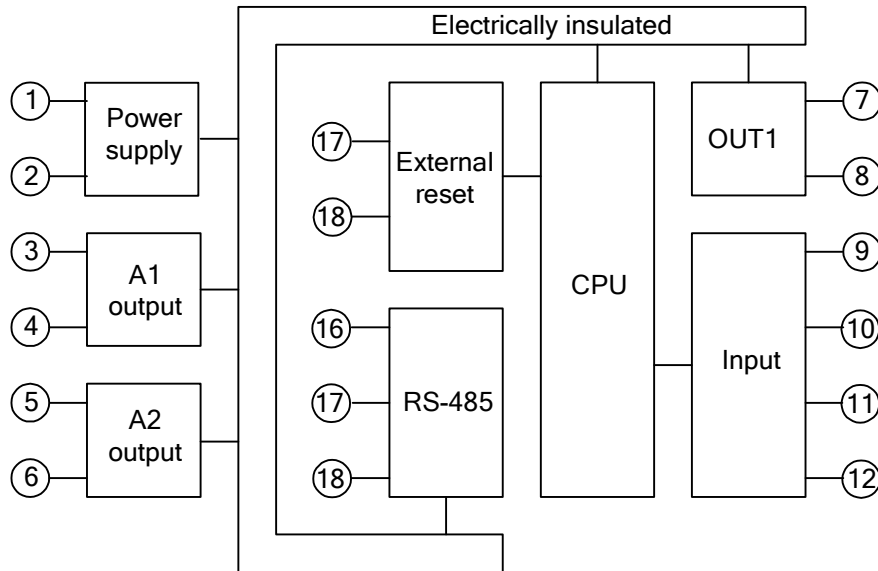 Electrically insulated
1
2
Power
supply
3
4
A1
output
5
6
A2
output
17
18
External
reset
16
17
18
RS-485
CPU
OUT1
7
8
Input
9
10
11
12